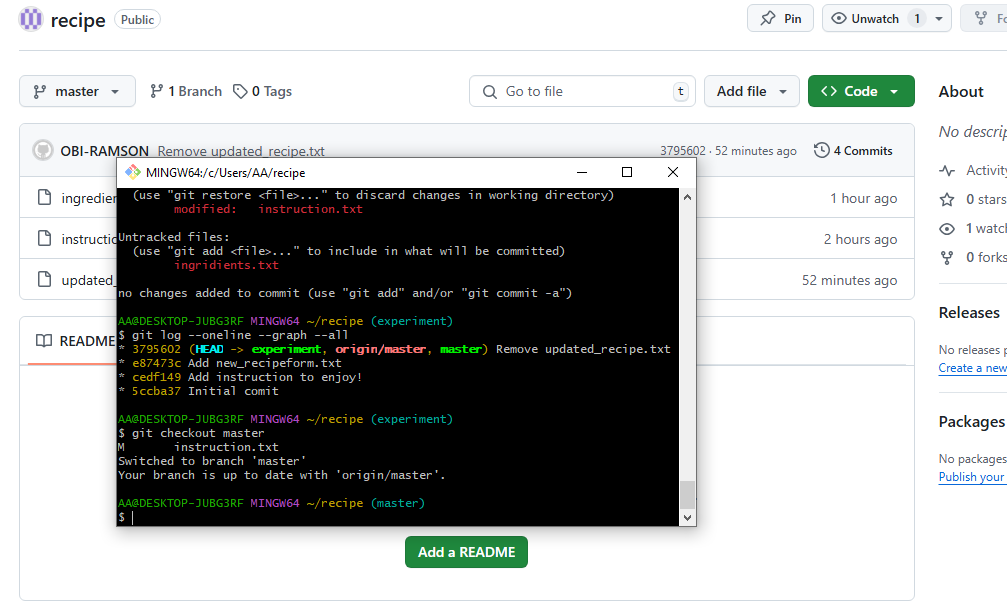 recipe Public
Pin
Unwatch 1
master
1 Branch
0 Tags
Go to file t
Add file
Code
About
No descrip
OBI-RAMSON Remove updated_recipe.txt
3795602 · 52 minutes ago
4 Commits
ingredien
1 hour ago
instructio
2 hours ago
updated_
52 minutes ago
Activity
0 stars
1 watch
0 forks
README
Releases
No releases p
Create a new
Packages
No packages
Publish your
MINGW64:/c/Users/AA/recipe
(use "git restore <file>..." to discard changes in working directory)
modified: instruction.txt
Untracked files:
(use "git add <file>..." to include in what will be committed)
ingridients.txt
no changes added to commit (use "git add" and/or "git commit -a")
AA@DESKTOP-JUBG3RF MINGW64 ~/recipe (experiment)
$ git log --oneline --graph --all
* 3795602 (HEAD -> experiment, origin/master, master) Remove updated_recipe.txt
* e87473c Add new_recipeform.txt
* cedf149 Add instruction to enjoy!
* 5ccba37 Initial comit
AA@DESKTOP-JUBG3RF MINGW64 ~/recipe (experiment)
$ git checkout master
M instruction.txt
Switched to branch 'master'
Your branch is up to date with 'origin/master'.
AA@DESKTOP-JUBG3RF MINGW64 ~/recipe (master)
$
Add a README